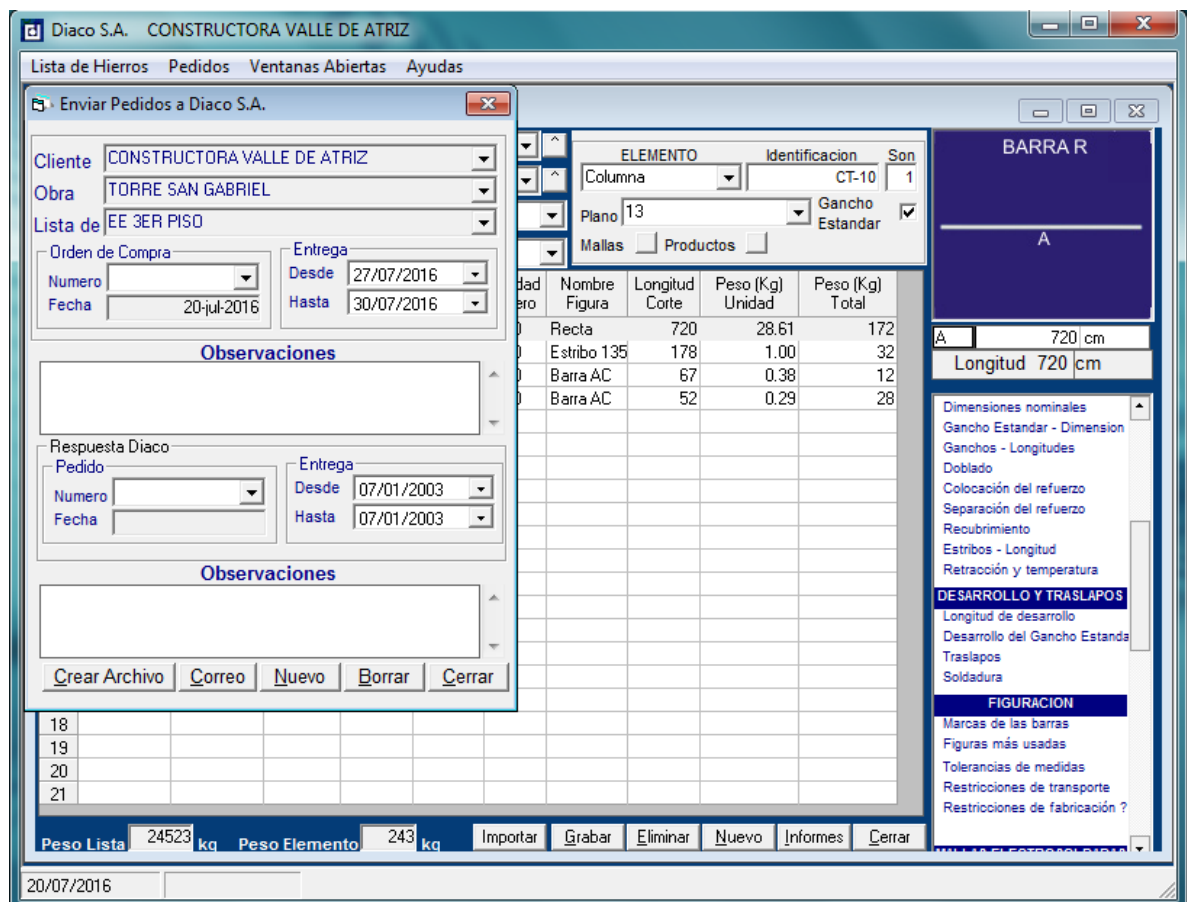 Diaco S.A. CONSTRUCTORA VALLE DE ATRIZ
Lista de Hierros Pedidos Ventanas Abiertas Ayudas
Enviar Pedidos a Diaco S.A.
Cliente CONSTRUCTORA VALLE DE ATRIZ
Obra TORRE SAN GABRIEL
Lista de EE 3ER PISO
Orden de Compra
Numero
Fecha 20-jul-2016
Entrega
Desde 27/07/2016
Hasta 30/07/2016
Observaciones
Respuesta Diaco
Pedido
Numero
Fecha
Entrega
Desde 07/01/2003
Hasta 07/01/2003
Observaciones
Crear Archivo Correo Nuevo Borrar Cerrar
ELEMENTO Identificacion Son
Columna CT-10 1
Plano 13 Gancho Estandar
Mallas Productos
Nombre Figura Longitud Corte Peso (Kg) Unidad Peso (Kg) Total
Recta 720 28.61 172
Estribo 135 178 1.00 32
Barra AC 67 0.38 12
Barra AC 52 0.29 28
18
19
20
21
Peso Lista 24523 kg Peso Elemento 243 kg Importar Grabar Eliminar Nuevo Informes Cerrar
BARRA R
A
A 720 cm
Longitud 720 cm
Dimensiones nominales
Gancho Estandar - Dimension
Ganchos - Longitudes
Doblado
Colocación del refuerzo
Separación del refuerzo
Recubrimiento
Estribos - Longitud
Retracción y temperatura
DESARROLLO Y TRASLAPOS
Longitud de desarrollo
Desarrollo del Gancho Estanda
Traslapos
Soldadura
FIGURACION
Marcas de las barras
Figuras más usadas
Tolerancias de medidas
Restricciones de transporte
Restricciones de fabricación ?
20/07/2016